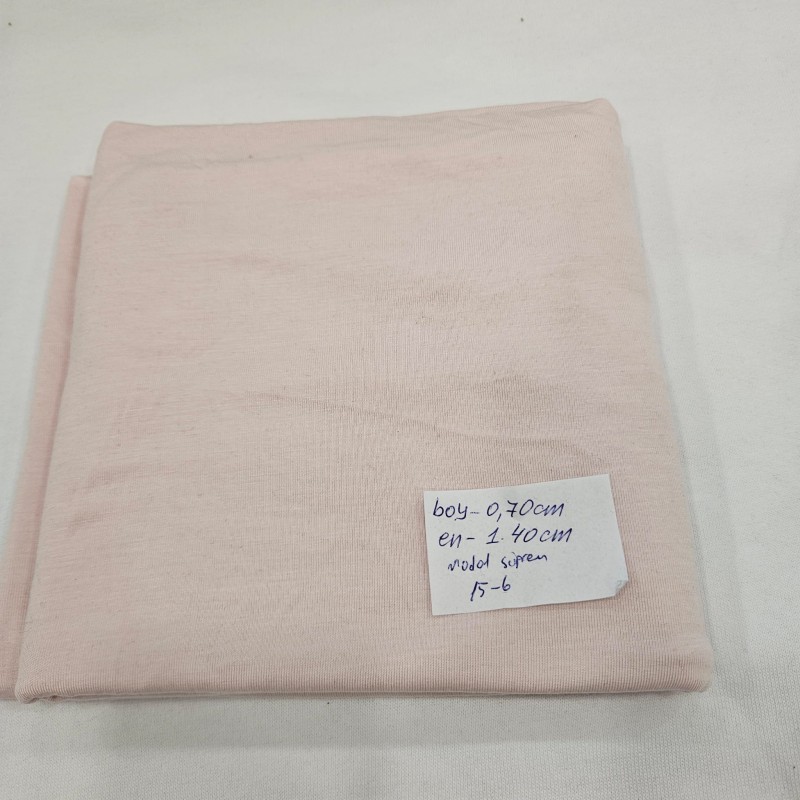 boy- 0,70cm
en- 1.40cm
Modal süprem
15-6